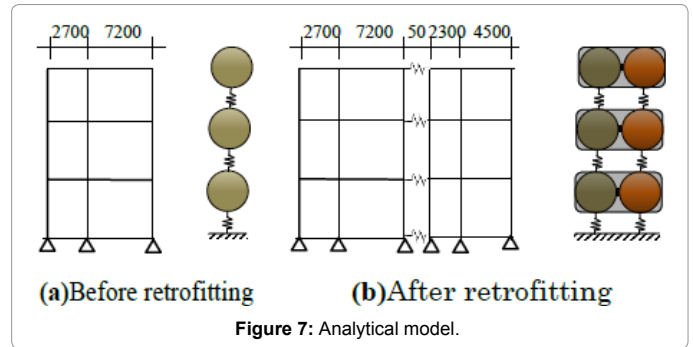 2700 7200
2700 7200 50 2300 4500
(a)Before retrofitting
(b)After retrofitting
Figure 7: Analytical model.